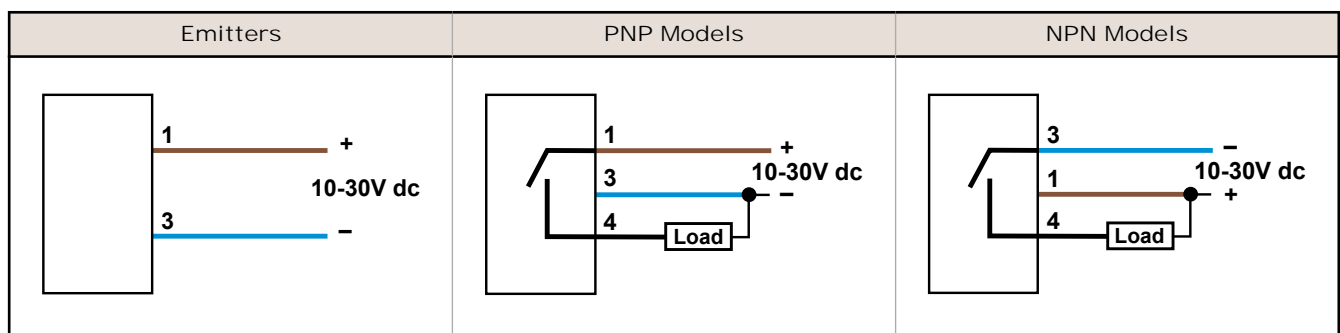 Emitters
PNP Models
NPN Models
1
+
10-30V dc
3
–
1
+
10-30V dc
3
–
4
Load
3
–
10-30V dc
1
+
4
Load